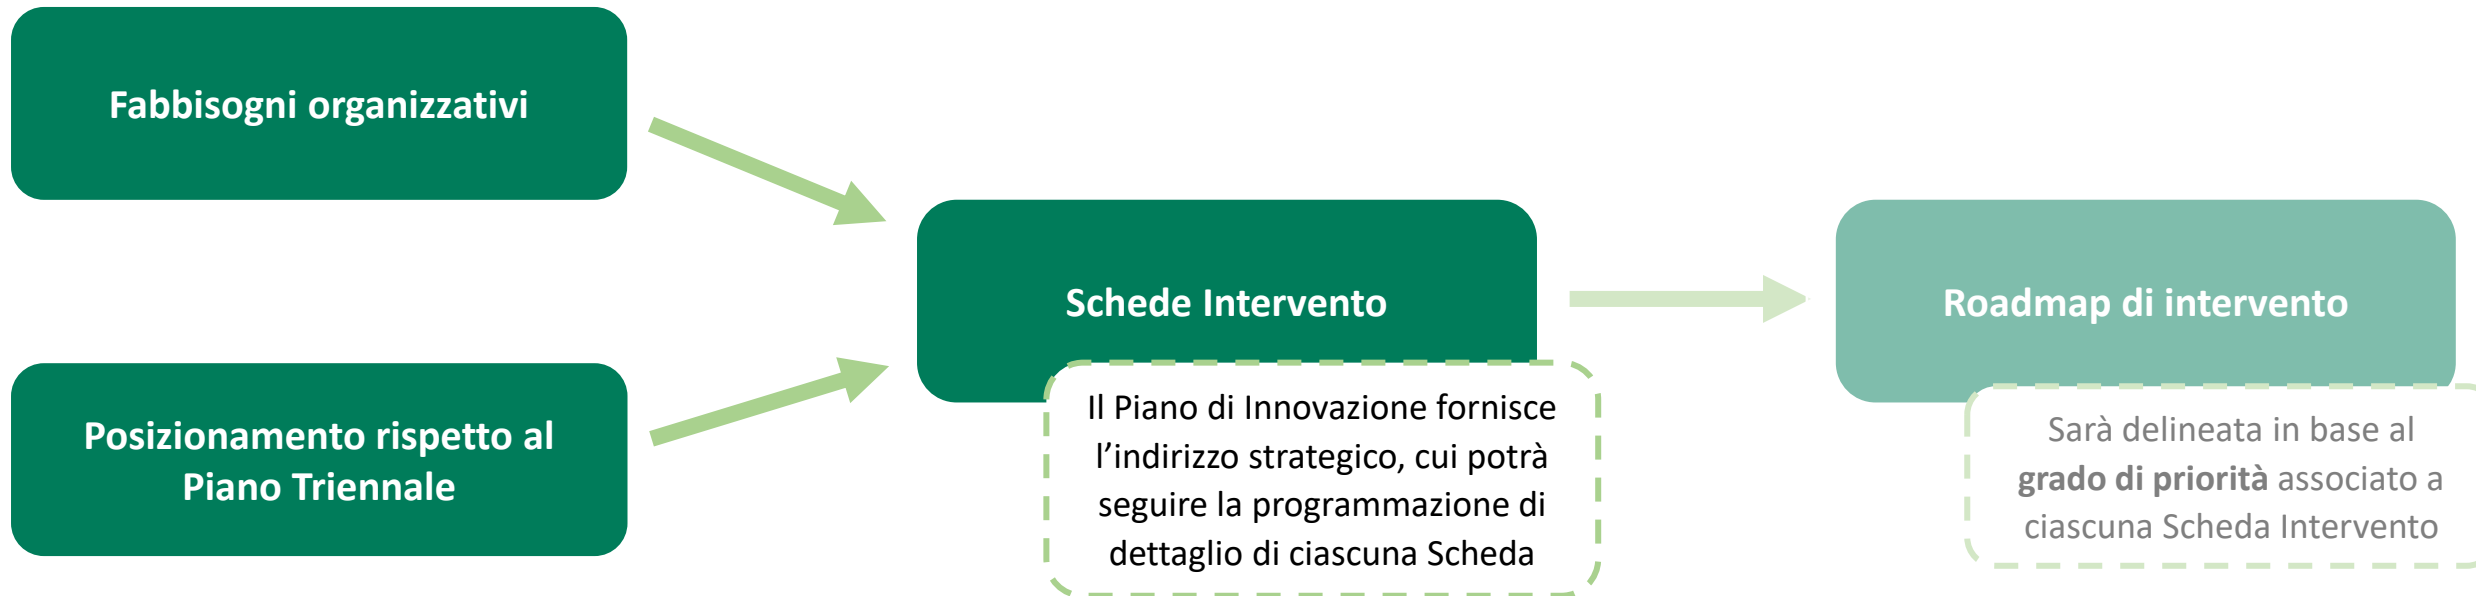 Fabbisogni organizzativi
Posizionamento rispetto al
Piano Triennale
Schede Intervento
Il Piano di Innovazione fornisce
l’indirizzo strategico, cui potrà
seguire la programmazione di
dettaglio di ciascuna Scheda
Roadmap di intervento
Sarà delineata in base al
grado di priorità associato a
ciascuna Scheda Intervento